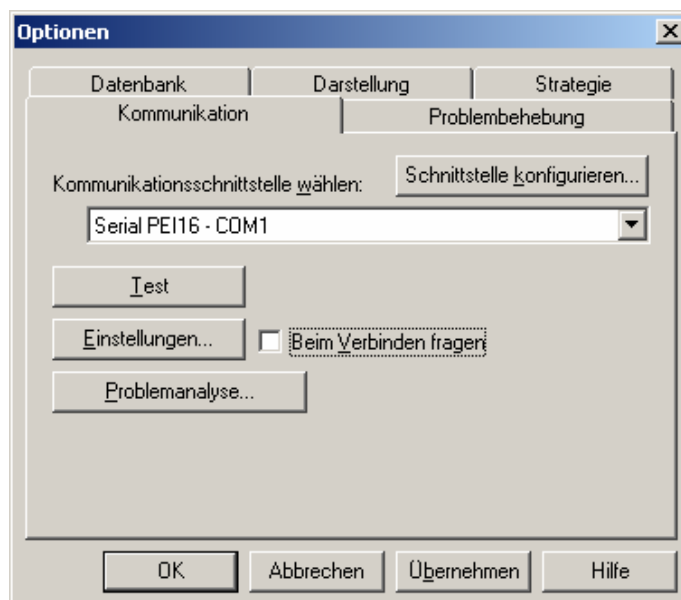 Optionen
Datenbank Darstellung Strategie
Kommunikation Problembehebung
Kommunikationsschnittstelle wählen: Schnittstelle konfigurieren...
Serial PEI16 - COM1
Test
Einstellungen... Beim Verbinden fragen
Problemanalyse...
OK Abbrechen Übernehmen Hilfe